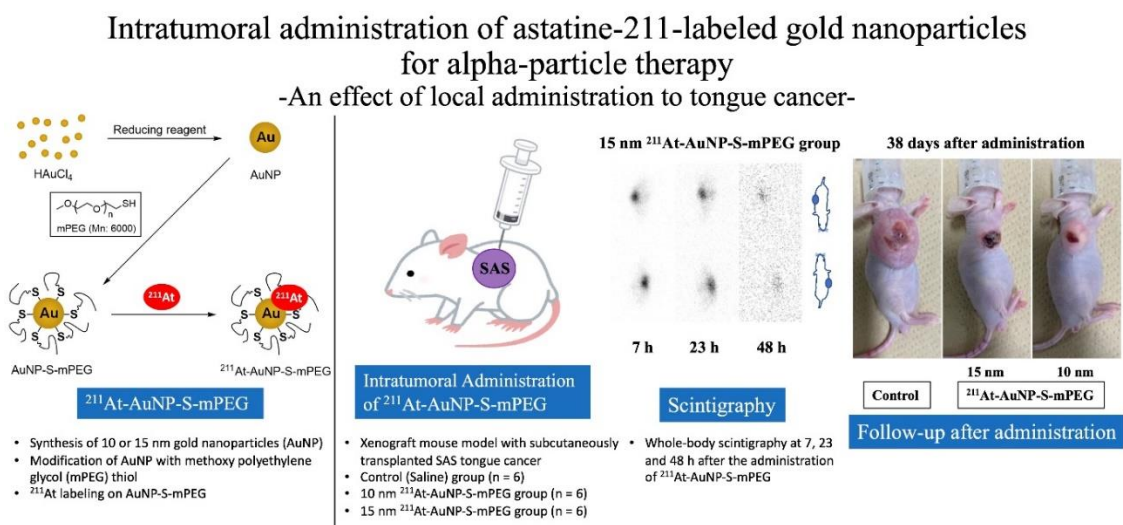 Intratumoral administration of astatine-211-labeled gold nanoparticles
for alpha-particle therapy
-An effect of local administration to tongue cancer-
Reducing reagent
Au
HAuCl₄
AuNP
O O n SH
mPEG (Mn: 6000)
²¹¹At
S S S S S S
Au
²¹¹At
Au
S S S S S
AuNP-S-mPEG
²¹¹At-AuNP-S-mPEG
²¹¹At-AuNP-S-mPEG
• Synthesis of 10 or 15 nm gold nanoparticles (AuNP)
• Modification of AuNP with methoxy polyethylene
glycol (mPEG) thiol
• ²¹¹At labeling on AuNP-S-mPEG
SAS
Intratumoral Administration
of ²¹¹At-AuNP-S-mPEG
• Xenograft mouse model with subcutaneously
transplanted SAS tongue cancer
• Control (Saline) group (n = 6)
• 10 nm ²¹¹At-AuNP-S-mPEG group (n = 6)
• 15 nm ²¹¹At-AuNP-S-mPEG group (n = 6)
15 nm ²¹¹At-AuNP-S-mPEG group
7 h 23 h 48 h
Scintigraphy
• Whole-body scintigraphy at 7, 23
and 48 h after the administration
of ²¹¹At-AuNP-S-mPEG
38 days after administration
15 nm 10 nm
Control ²¹¹At-AuNP-S-mPEG
Follow-up after administration